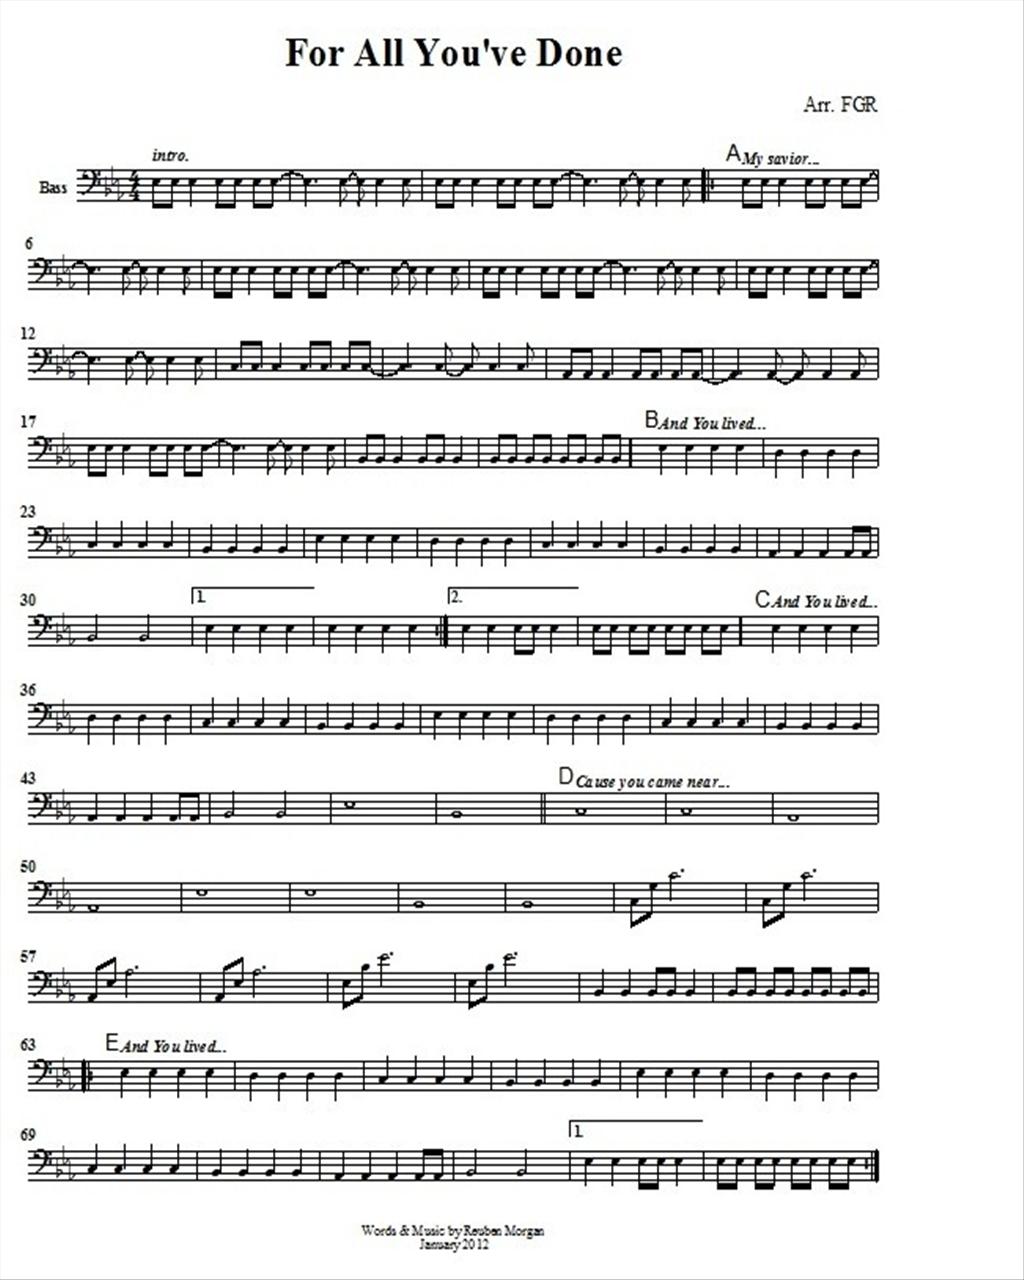 For All You've Done
Arr. FGR
intro.
A My savior...
Bass
4
4
6
12
17
B And You lived...
23
30
1.
2.
C And You lived...
36
43
D Cause you came near...
50
57
63
E And You lived...
69
1.
Words & Music by Reuben Morgan
January 2012